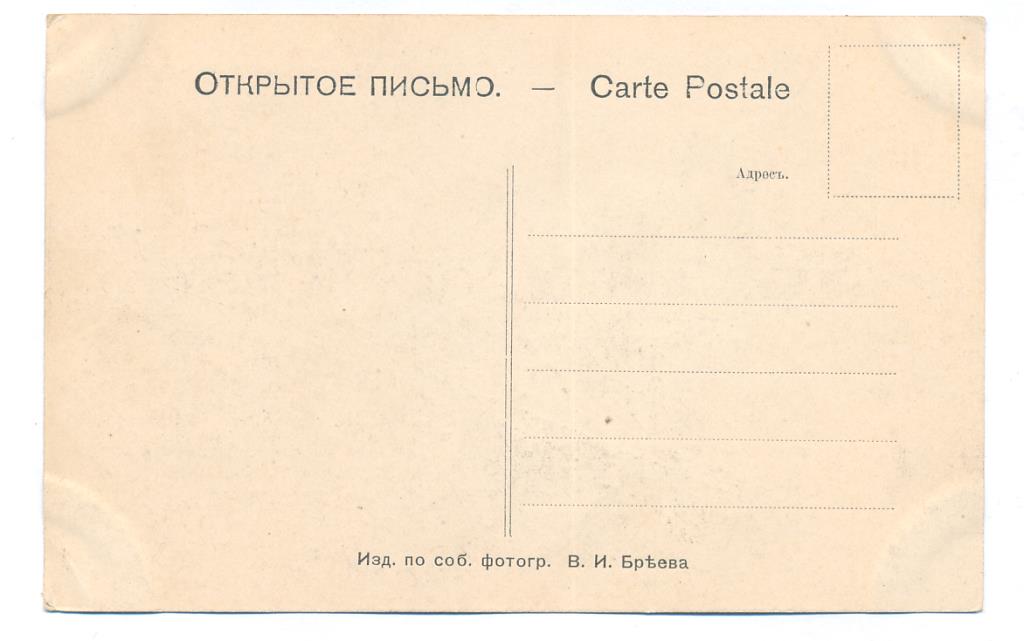 ОТКРЫТОЕ ПИСЬМО. — Carte Postale
Адресъ.
Изд. по соб. фотогр. В. И. Брѣева